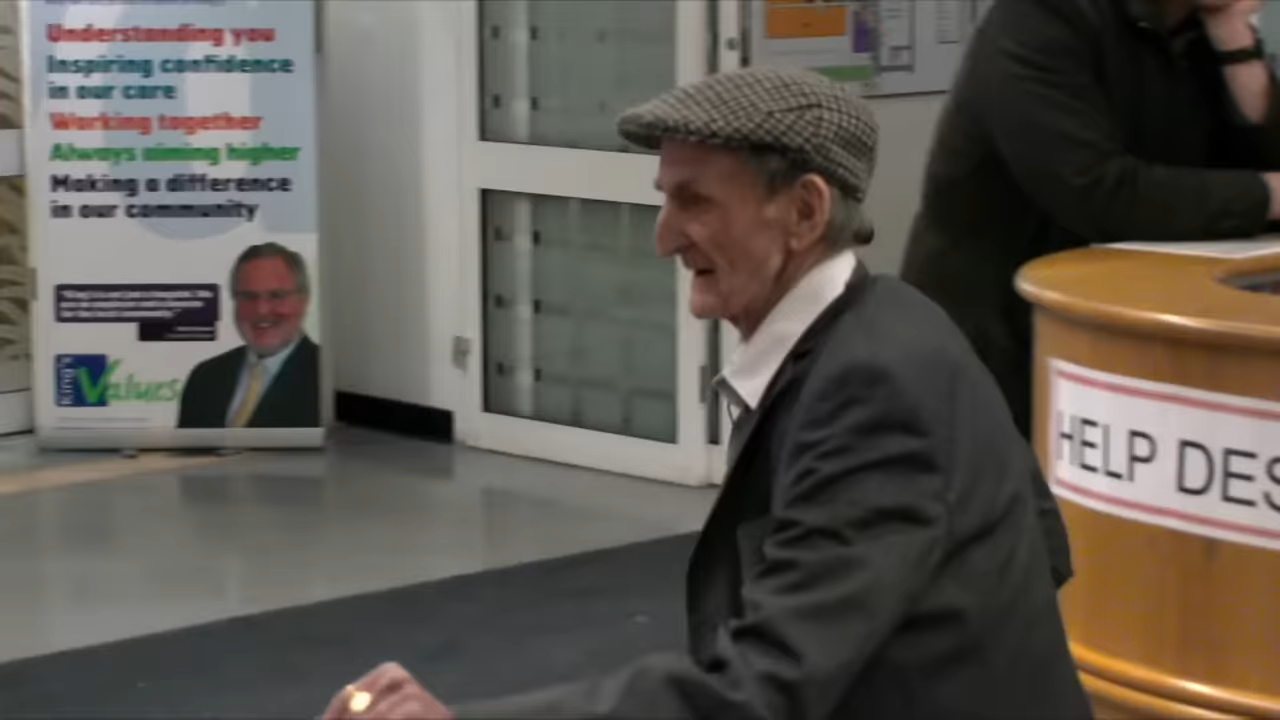 Understanding you
Inspiring confidence
in our care
Working together
Always aiming higher
Making a difference
in our community
King's
Values
HELP DES